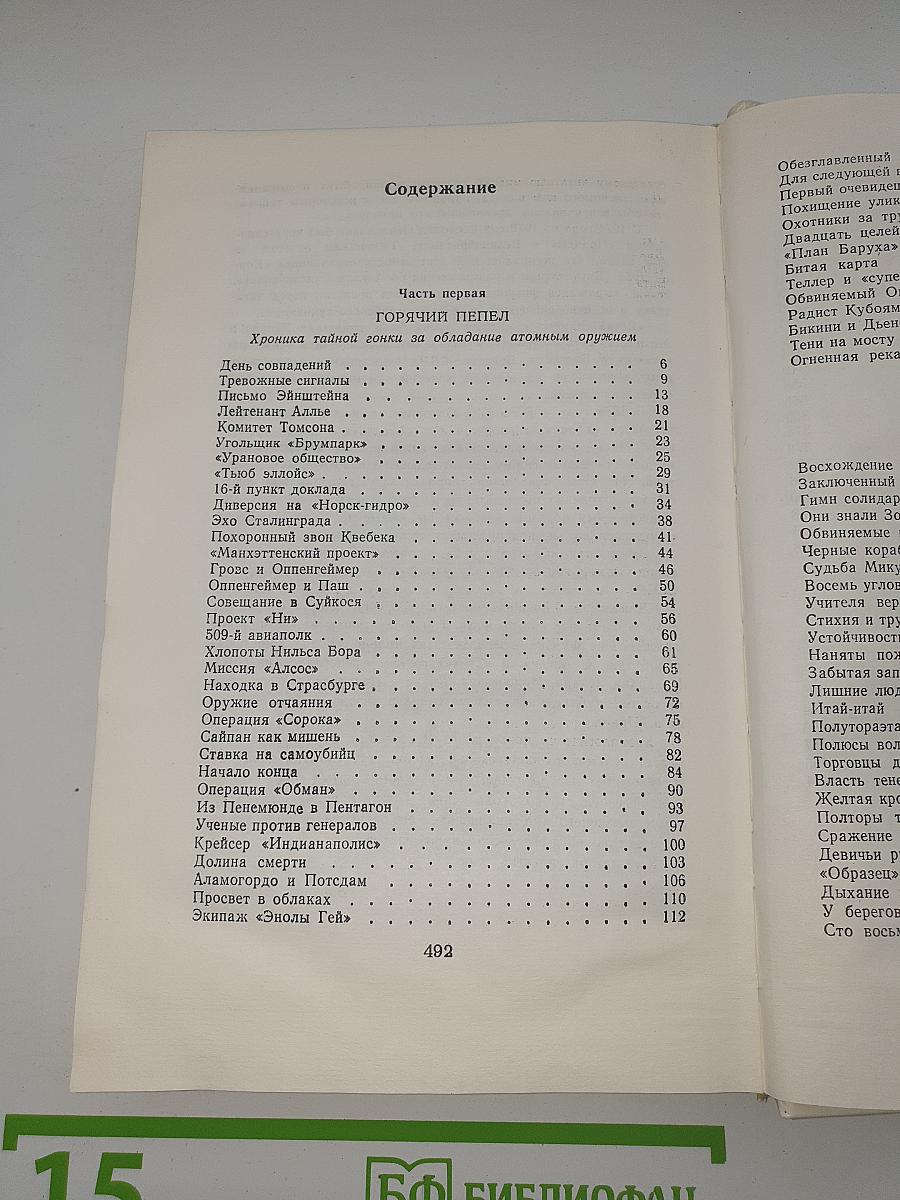 Содержание
Часть первая
ГОРЯЧИЙ ПЕПЕЛ
Хроника тайной гонки за обладание атомным оружием
День совпадений . . . . . . . . . . . . . . . . . 6
Тревожные сигналы . . . . . . . . . . . . . . . . 9
Письмо Эйнштейна . . . . . . . . . . . . . . . . 13
Лейтенант Аллье . . . . . . . . . . . . . . . . . 18
Комитет Томсона . . . . . . . . . . . . . . . . . 21
Угольщик «Брумпарк» . . . . . . . . . . . . . . . 23
«Урановое общество» . . . . . . . . . . . . . . . 25
«Тьюб эллойс» . . . . . . . . . . . . . . . . . . 29
16-й пункт доклада . . . . . . . . . . . . . . . . 31
Диверсия на «Норск-гидро» . . . . . . . . . . . . 34
Эхо Сталинграда . . . . . . . . . . . . . . . . . 38
Похоронный звон Квебека . . . . . . . . . . . . . 41
«Манхэттенский проект» . . . . . . . . . . . . . . 44
Гровс и Оппенгеймер . . . . . . . . . . . . . . . 46
Оппенгеймер и Паш . . . . . . . . . . . . . . . . 50
Совещание в Суйкося . . . . . . . . . . . . . . . 54
Проект «Ни» . . . . . . . . . . . . . . . . . . . 56
509-й авиаполк . . . . . . . . . . . . . . . . . . 60
Хлопоты Нильса Бора . . . . . . . . . . . . . . . 61
Миссия «Алсос» . . . . . . . . . . . . . . . . . . 65
Находка в Страсбурге . . . . . . . . . . . . . . . 69
Оружие отчаяния . . . . . . . . . . . . . . . . . 72
Операция «Сорока» . . . . . . . . . . . . . . . . 75
Сайпан как мишень . . . . . . . . . . . . . . . . 78
Ставка на самоубийц . . . . . . . . . . . . . . . 82
Начало конца . . . . . . . . . . . . . . . . . . . 84
Операция «Обман» . . . . . . . . . . . . . . . . . 90
Из Пенемюнде в Пентагон . . . . . . . . . . . . . 93
Ученые против генералов . . . . . . . . . . . . . 97
Крейсер «Индианаполис» . . . . . . . . . . . . . . 100
Долина смерти . . . . . . . . . . . . . . . . . . 103
Аламогордо и Потсдам . . . . . . . . . . . . . . . 106
Просвет в облаках . . . . . . . . . . . . . . . . 110
Экипаж «Энолы Гей» . . . . . . . . . . . . . . . . 112
492
Обезглавленный
Для следующей
Первый очевидец
Похищение улик
Охотники за
Двадцать целей
«План Баруха»
Битая карта
Теллер и «супе
Обвиняемый
Радист Кубоям
Бикини и Дьен
Тени на мосту
Огненная река
Восхождение
Заключенный
Гимн солидар
Они знали Зо
Обвиняемые
Черные кораб
Судьба Мику
Восемь углов
Учителя вер
Стихия и тру
Устойчивость
Наняты пож
Забытая зап
Лишние люд
Итай-итай
Полутораэта
Полюсы вол
Торговцы д
Власть тене
Желтая кро
Полторы т
Сражение
Девичьи р
«Образец»
Дыхание
У берегов
Сто восьм
15
БФ БИБЛИОФАН